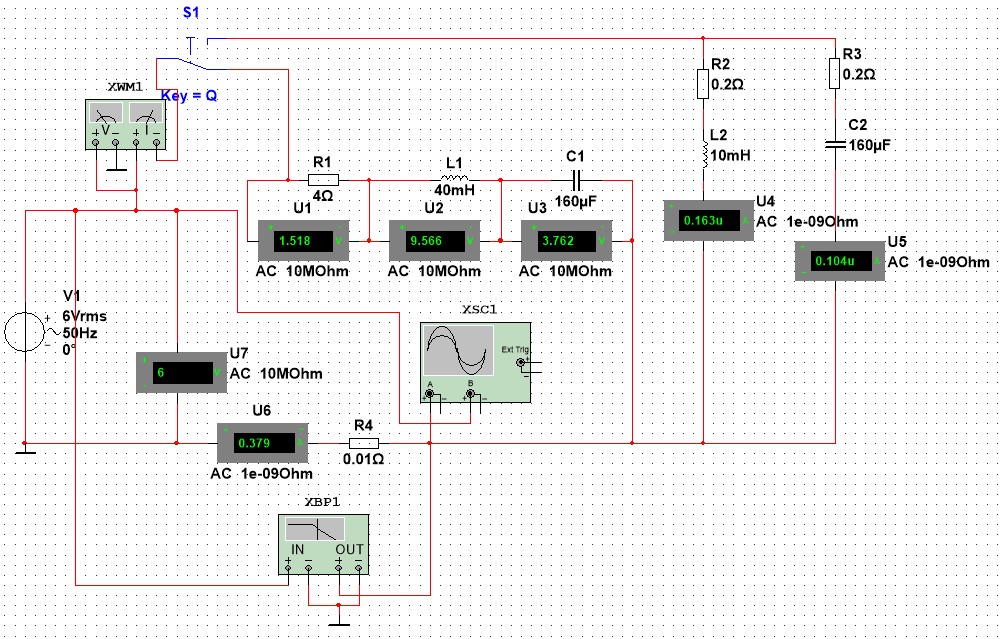 S1
Key = Q
XWM1
V I
+ - + -
R1
4Ω
L1
40mH
C1
160µF
U1
1.518 V
AC 10MOhm
U2
9.566 V
AC 10MOhm
U3
3.762 V
AC 10MOhm
R2
0.2Ω
L2
10mH
U4
0.163u A
AC 1e-09Ohm
R3
0.2Ω
C2
160µF
U5
0.104u A
AC 1e-09Ohm
V1
6Vrms
50Hz
0°
U7
6 V
AC 10MOhm
U6
0.379 A
AC 1e-09Ohm
R4
0.01Ω
XSC1
Ext Trig
+
-
A B
+ - + -
XBP1
IN OUT
+ - + -